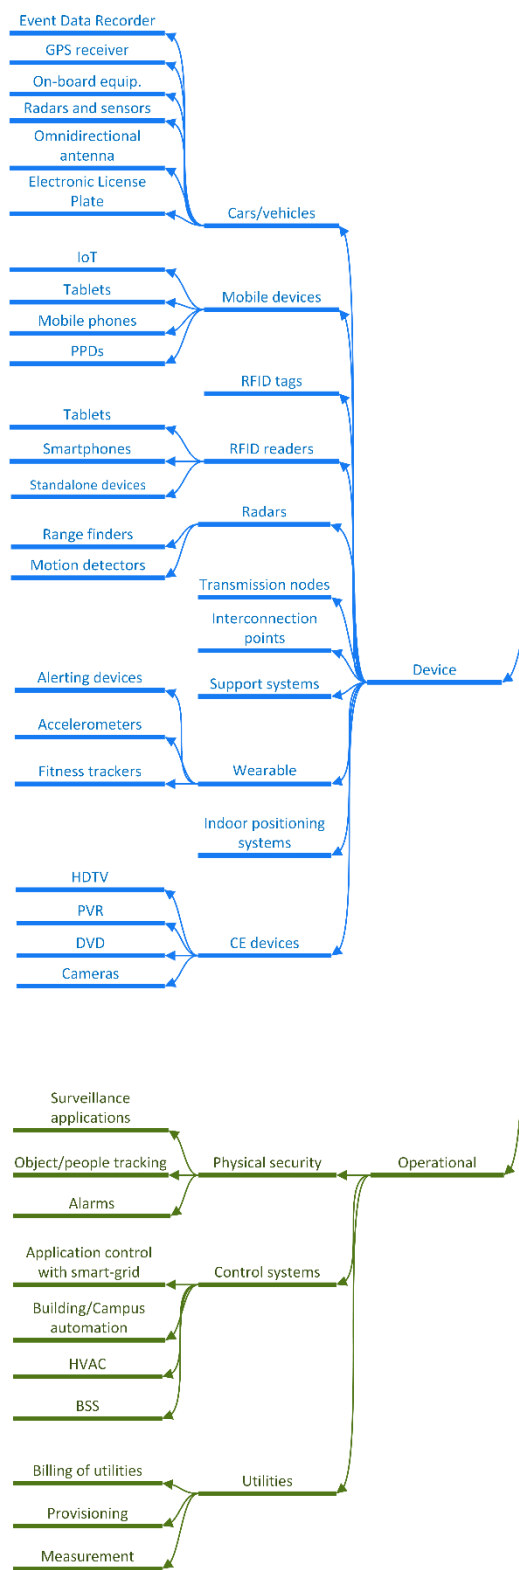 Event Data Recorder
GPS receiver
On-board equip.
Radars and sensors
Omnidirectional
antenna
Electronic License
Plate
Cars/vehicles
IoT
Tablets
Mobile phones
PPDs
Mobile devices
RFID tags
Tablets
Smartphones
Standalone devices
RFID readers
Radars
Range finders
Motion detectors
Transmission nodes
Interconnection
points
Support systems
Device
Alerting devices
Accelerometers
Fitness trackers
Wearable
Indoor positioning
systems
HDTV
PVR
DVD
Cameras
CE devices
Surveillance
applications
Object/people tracking
Alarms
Physical security
Operational
Application control
with smart-grid
Building/Campus
automation
HVAC
BSS
Control systems
Billing of utilities
Provisioning
Measurement
Utilities